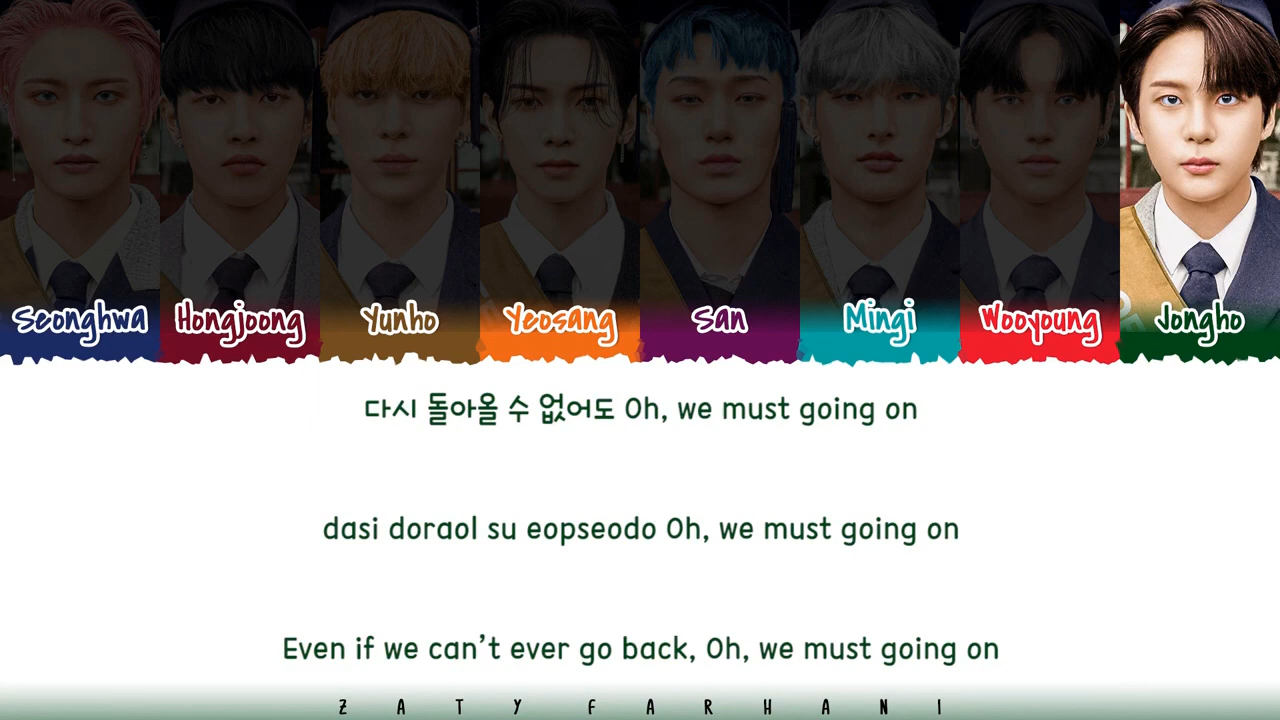 Seonghwa Hongjoong Yunho Yeosang San Mingi Wooyoung Jongho
다시 돌아올 수 없어도 Oh, we must going on
dasi doraol su eopseodo Oh, we must going on
Even if we can't ever go back, Oh, we must going on
ZATY FARHANI